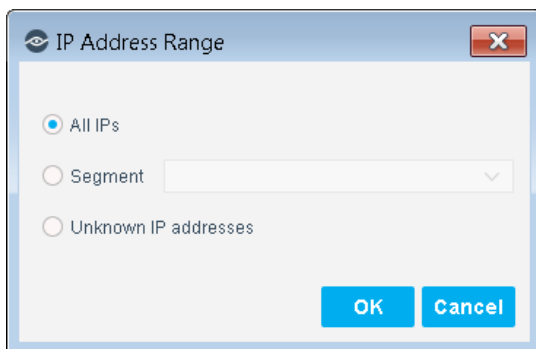 IP Address Range
All IPs
Segment
Unknown IP addresses
OK Cancel